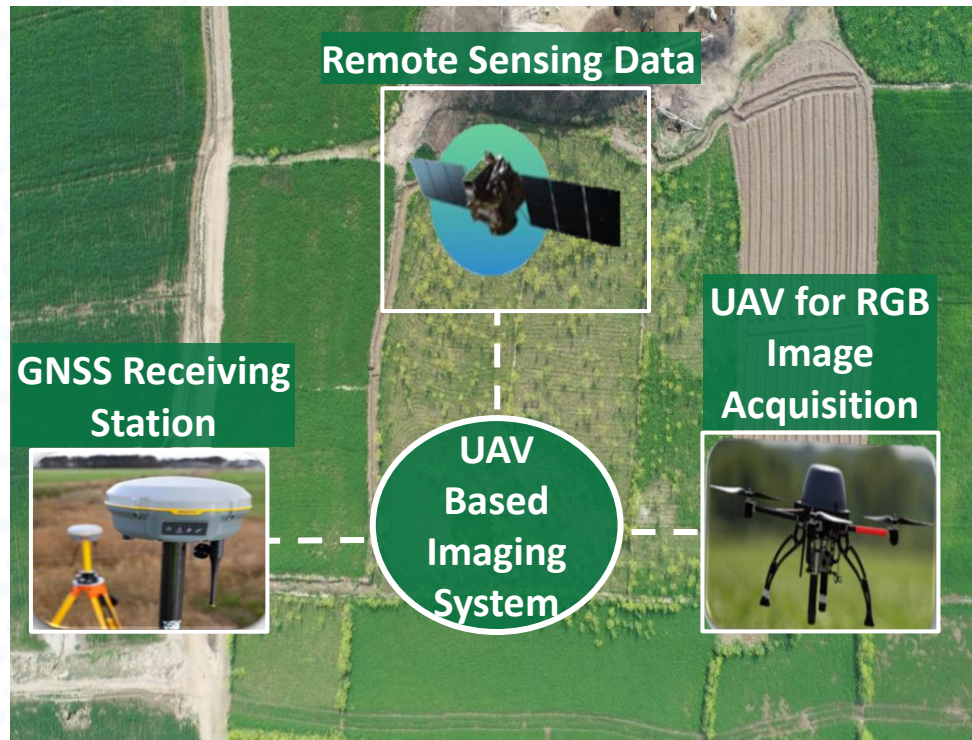 Remote Sensing Data
UAV for RGB
Image
Acquisition
GNSS Receiving
Station
UAV
Based
Imaging
System